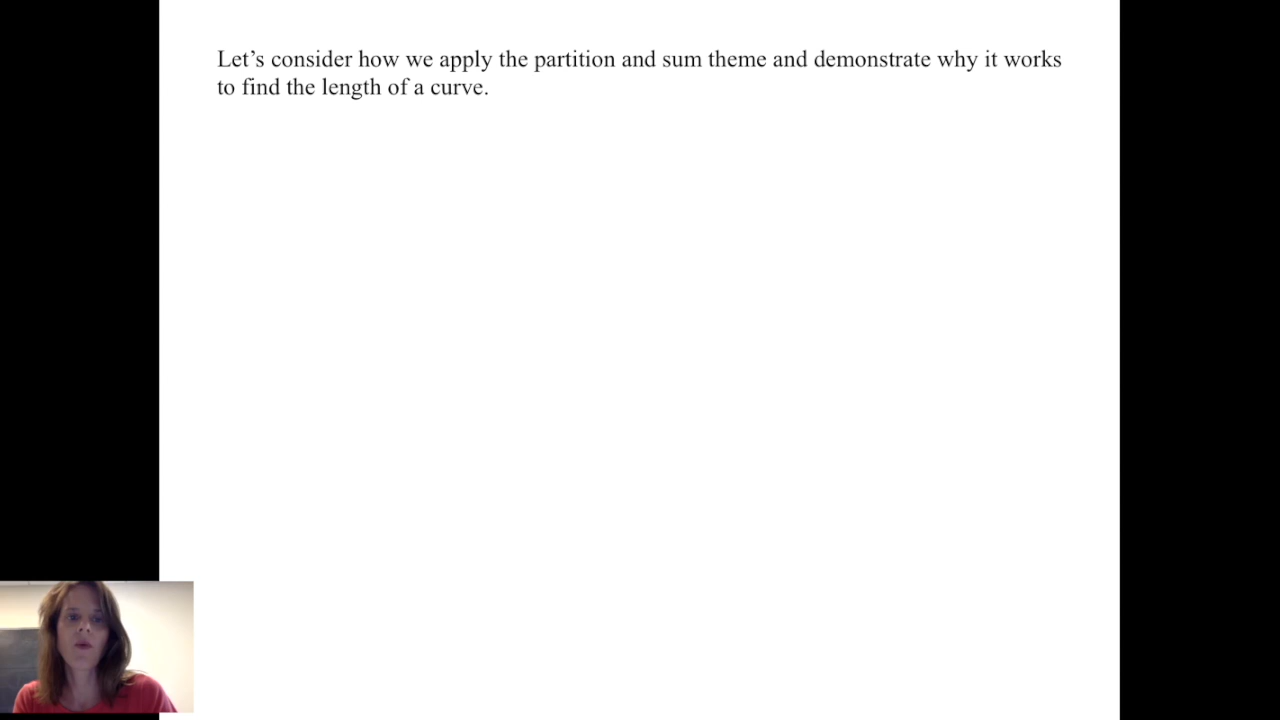 Let’s consider how we apply the partition and sum theme and demonstrate why it works
to find the length of a curve.